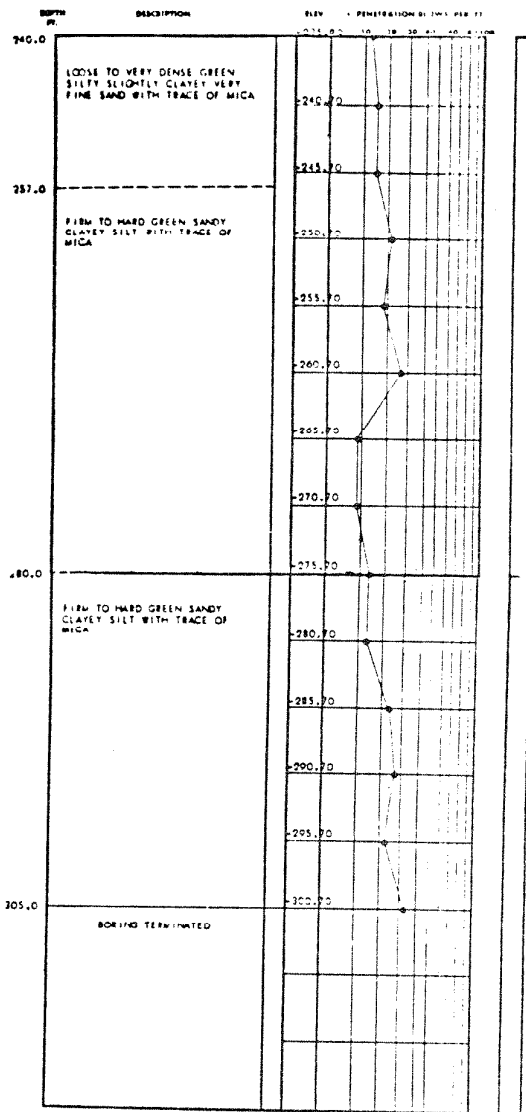 DEPTH
FT.
DESCRIPTION
ELEV
PENETRATION BLOWS PER FT
240.0
LOOSE TO VERY DENSE GREEN
SILTY SLIGHTLY CLAYEY VERY
FINE SAND WITH TRACE OF MICA
-240.70
-245.70
257.0
FIRM TO HARD GREEN SANDY
CLAYEY SILT WITH TRACE OF
MICA
-250.70
-255.70
-260.70
-265.70
-270.70
280.0
-275.70
FIRM TO HARD GREEN SANDY
CLAYEY SILT WITH TRACE OF
MICA
-280.70
-285.70
-290.70
-295.70
305.0
-300.70
BORING TERMINATED